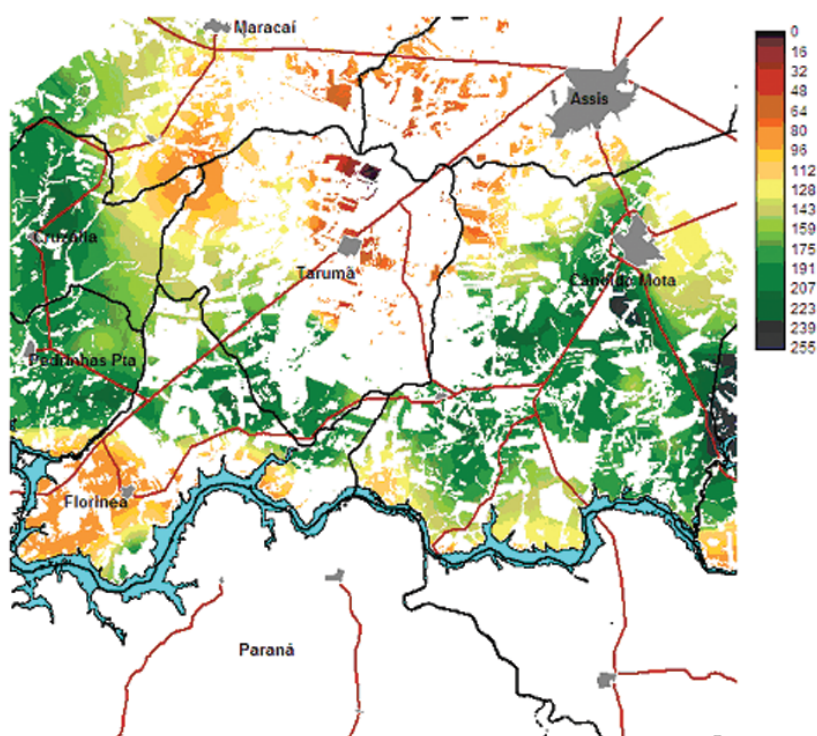 Maracaí
Assis
Cruzália
Tarumã
Cândido Mota
Pedrinhas Pta
Florínea
Paraná
0
16
32
48
64
80
96
112
128
143
159
175
191
207
223
239
255